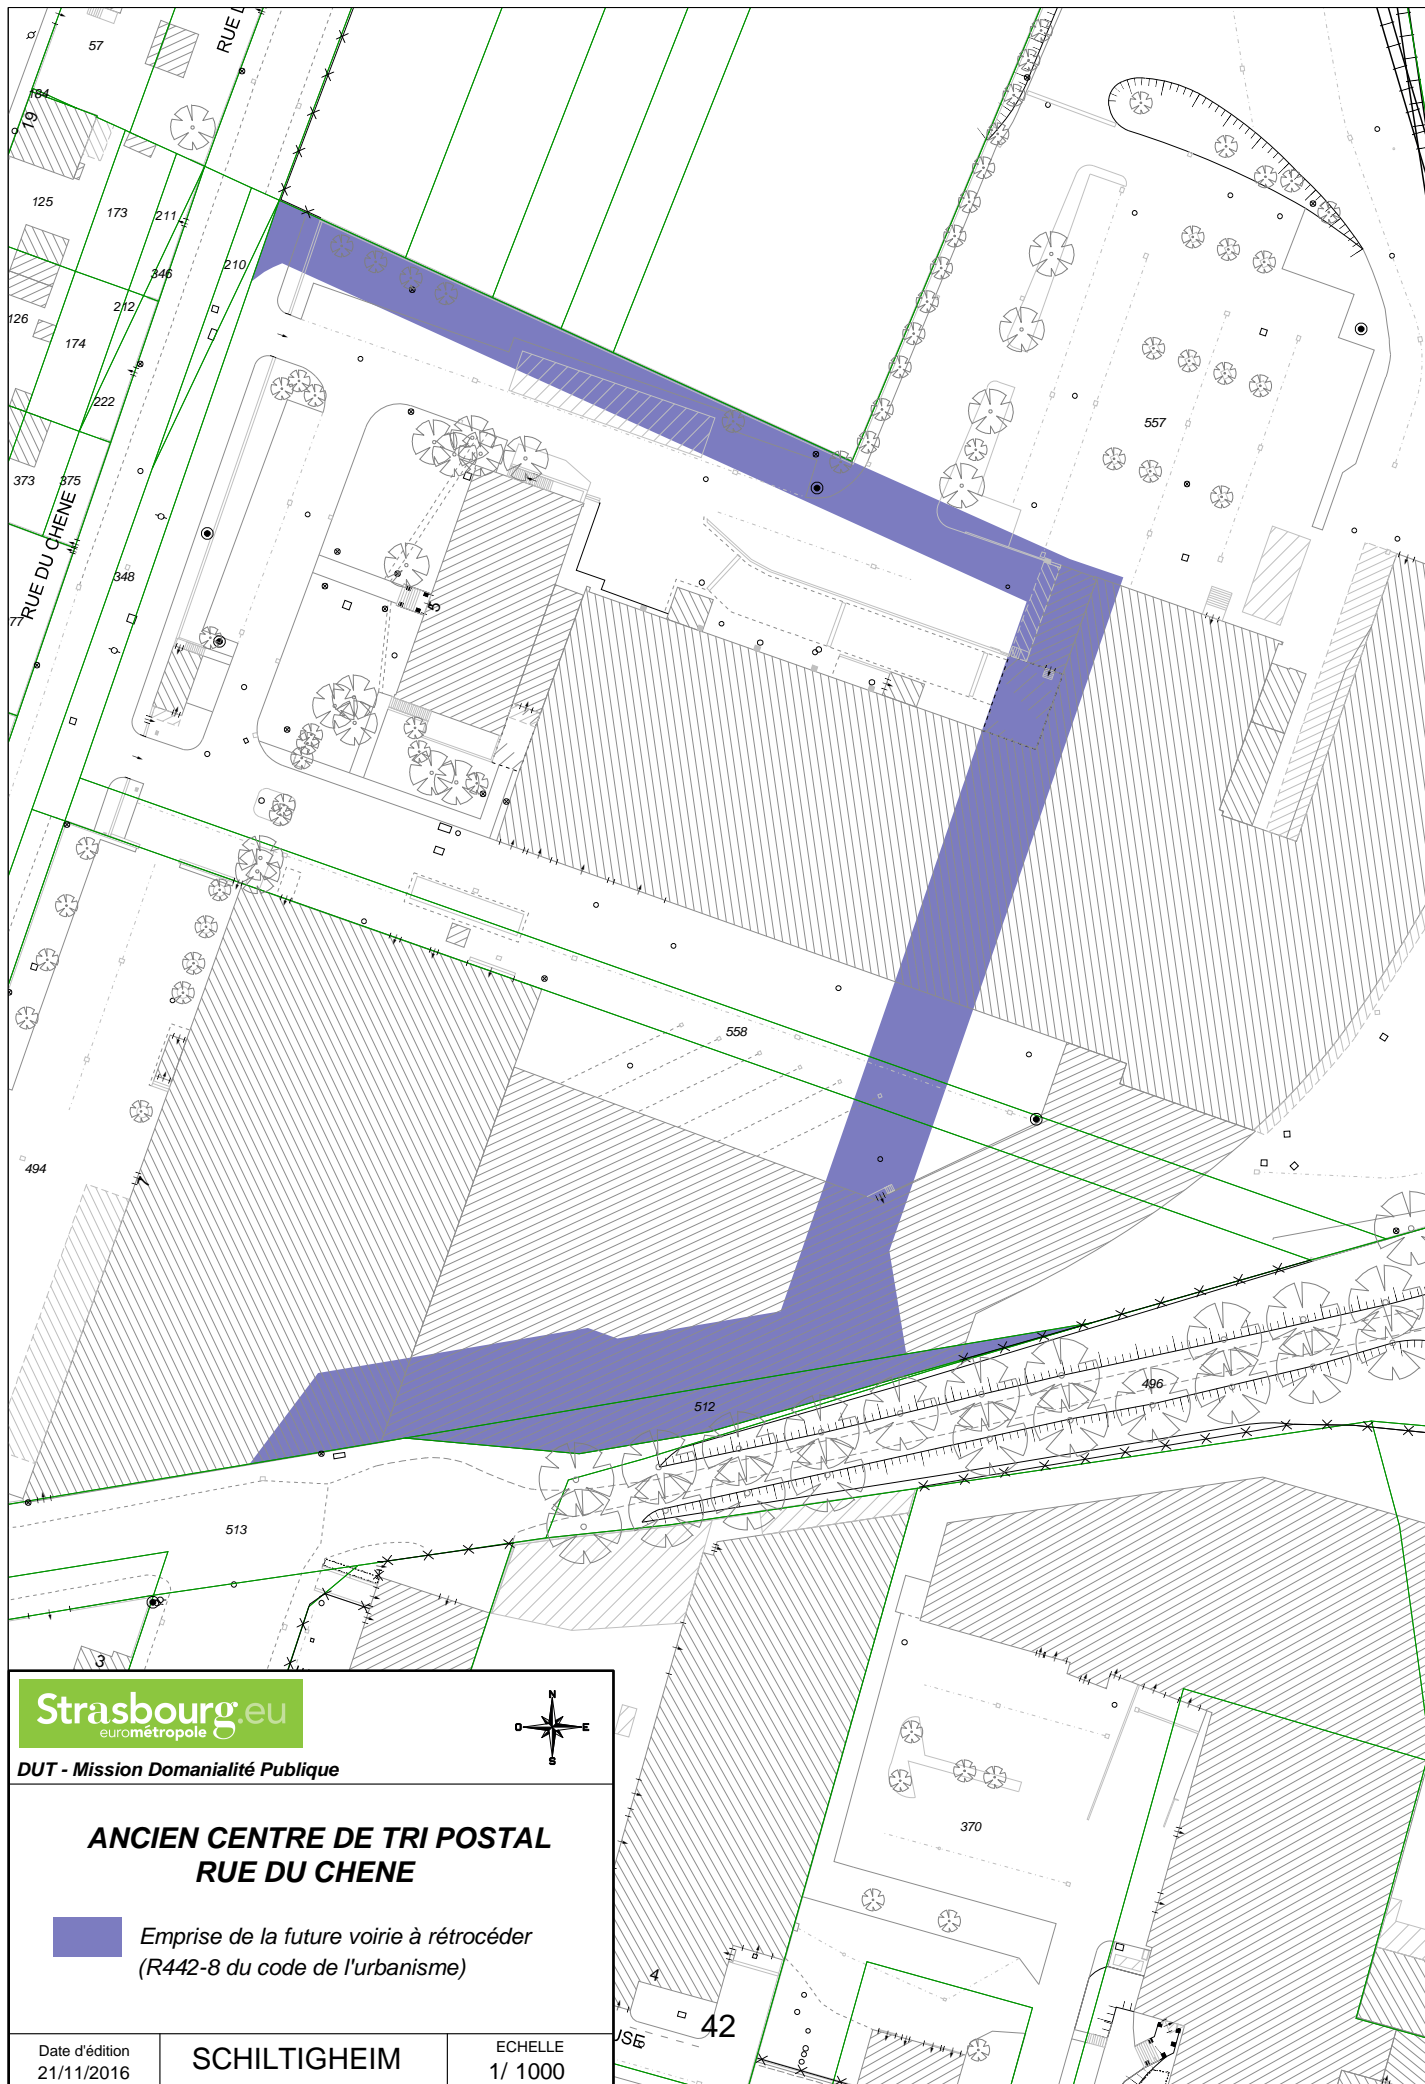 RUE D
57
184
19
125
173
211
346
210
212
126
174
222
373
375
RUE DU CHENE
348
77
5
557
558
494
7
512
496
513
3
370
4
42
USE
Strasbourg.eu
eurométropole
N
O
E
S
DUT - Mission Domanialité Publique
ANCIEN CENTRE DE TRI POSTAL
RUE DU CHENE
Emprise de la future voirie à rétrocéder
(R442-8 du code de l'urbanisme)
Date d'édition
21/11/2016
SCHILTIGHEIM
ECHELLE
1/ 1000